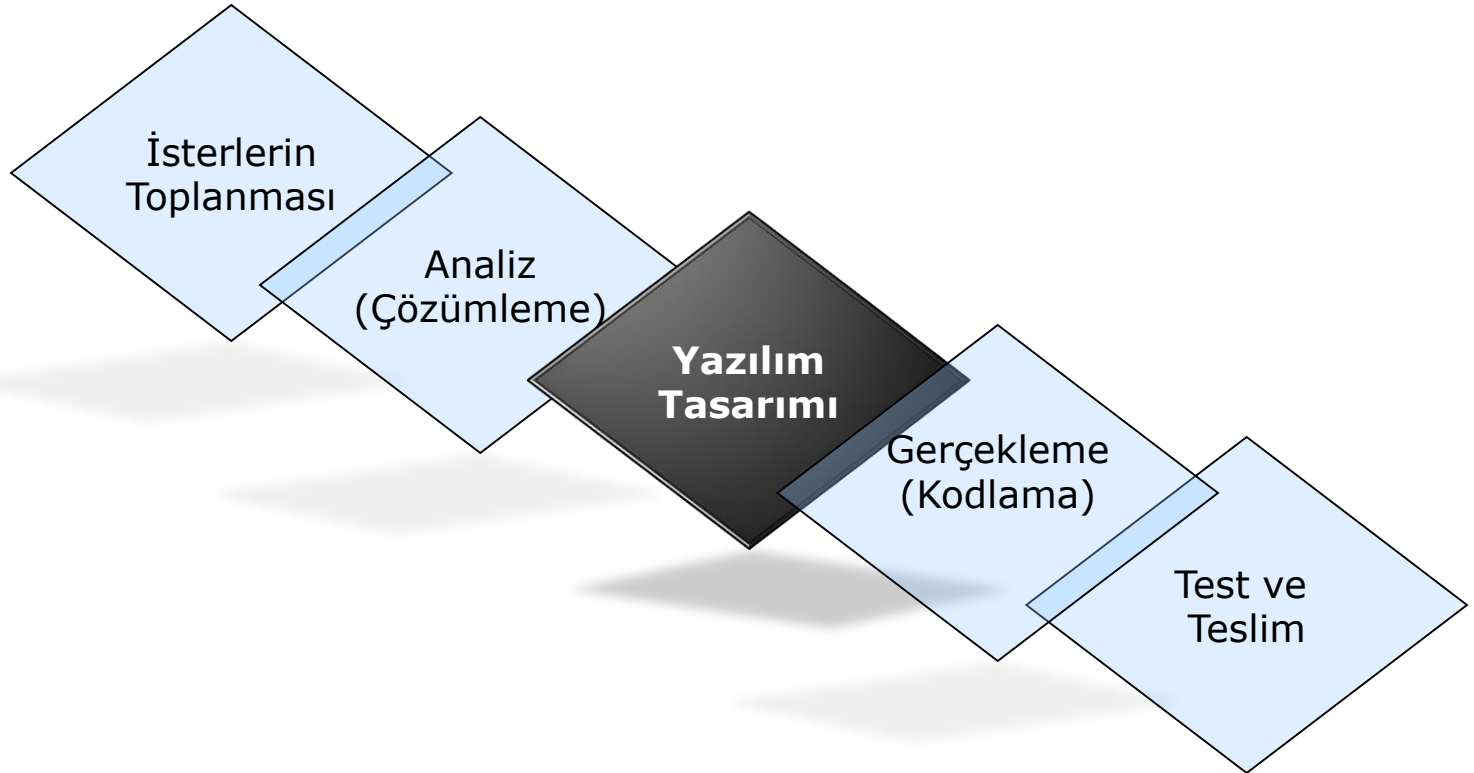 İsterlerin
Toplanması
Analiz
(Çözümleme)
Yazılım
Tasarımı
Gerçekleme
(Kodlama)
Test ve
Teslim